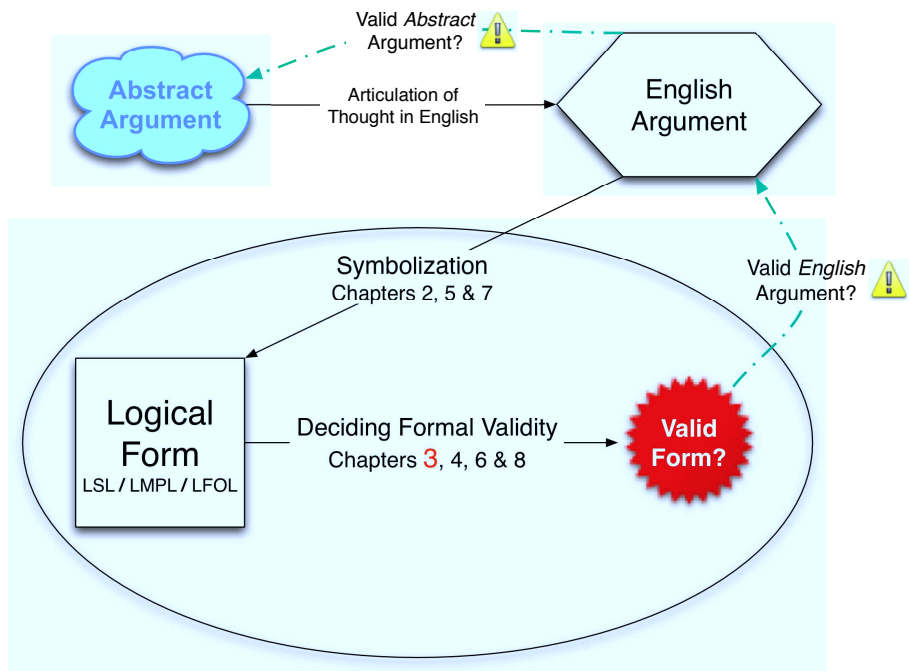 Valid Abstract
Argument?
!
Abstract
Argument
Articulation of
Thought in English
English
Argument
Symbolization
Chapters 2, 5 & 7
Valid English
Argument?
!
Logical
Form
LSL / LMPL / LFOL
Deciding Formal Validity
Chapters 3, 4, 6 & 8
Valid
Form?